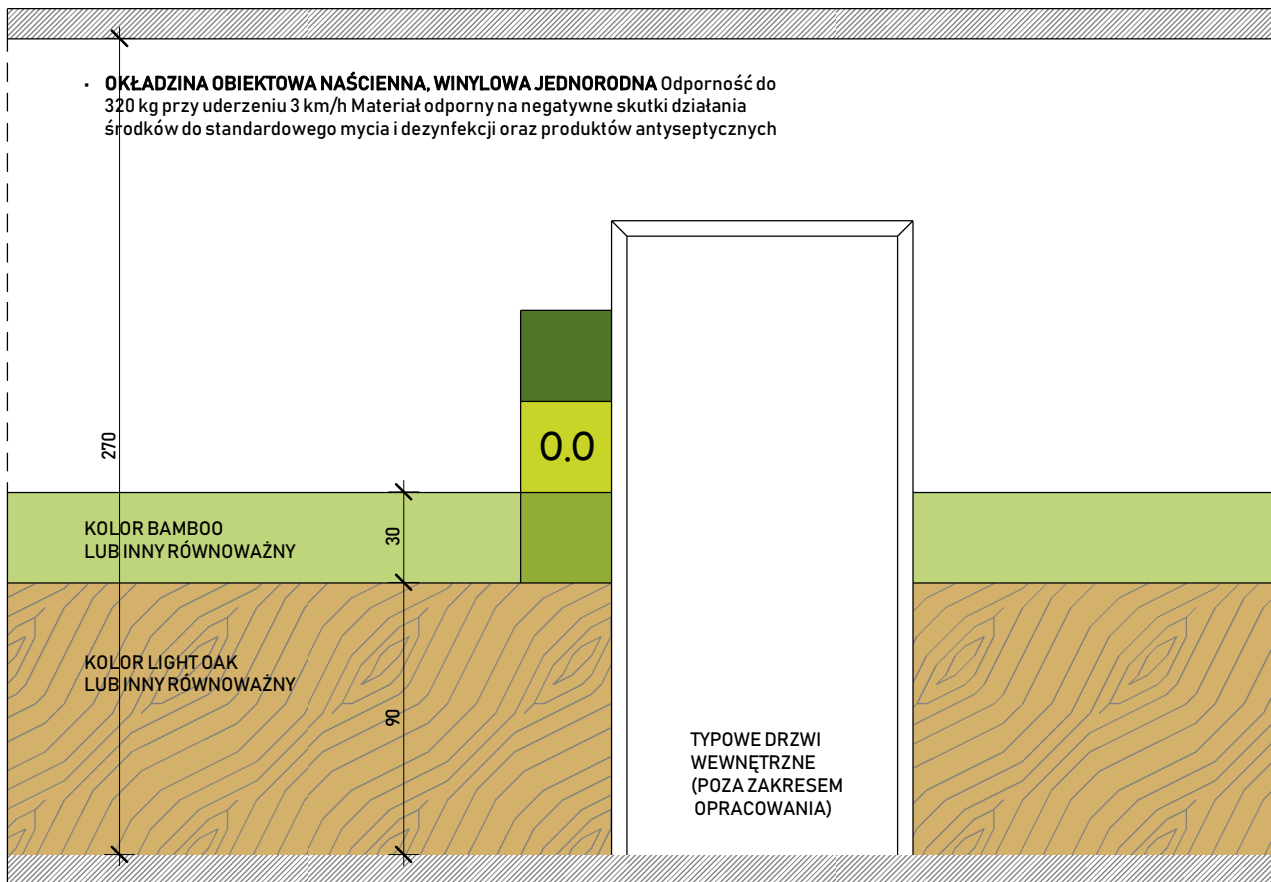 · OKŁADZINA OBIEKTOWA NAŚCIENNA, WINYLOWA JEDNORODNA Odporność do
320 kg przy uderzeniu 3 km/h Materiał odporny na negatywne skutki działania
środków do standardowego mycia i dezynfekcji oraz produktów antyseptycznych
270
0.0
KOLOR BAMBOO
LUB INNY RÓWNOWAŻNY
30
KOLOR LIGHT OAK
LUB INNY RÓWNOWAŻNY
90
TYPOWE DRZWI
WEWNĘTRZNE
(POZA ZAKRESEM
OPRACOWANIA)